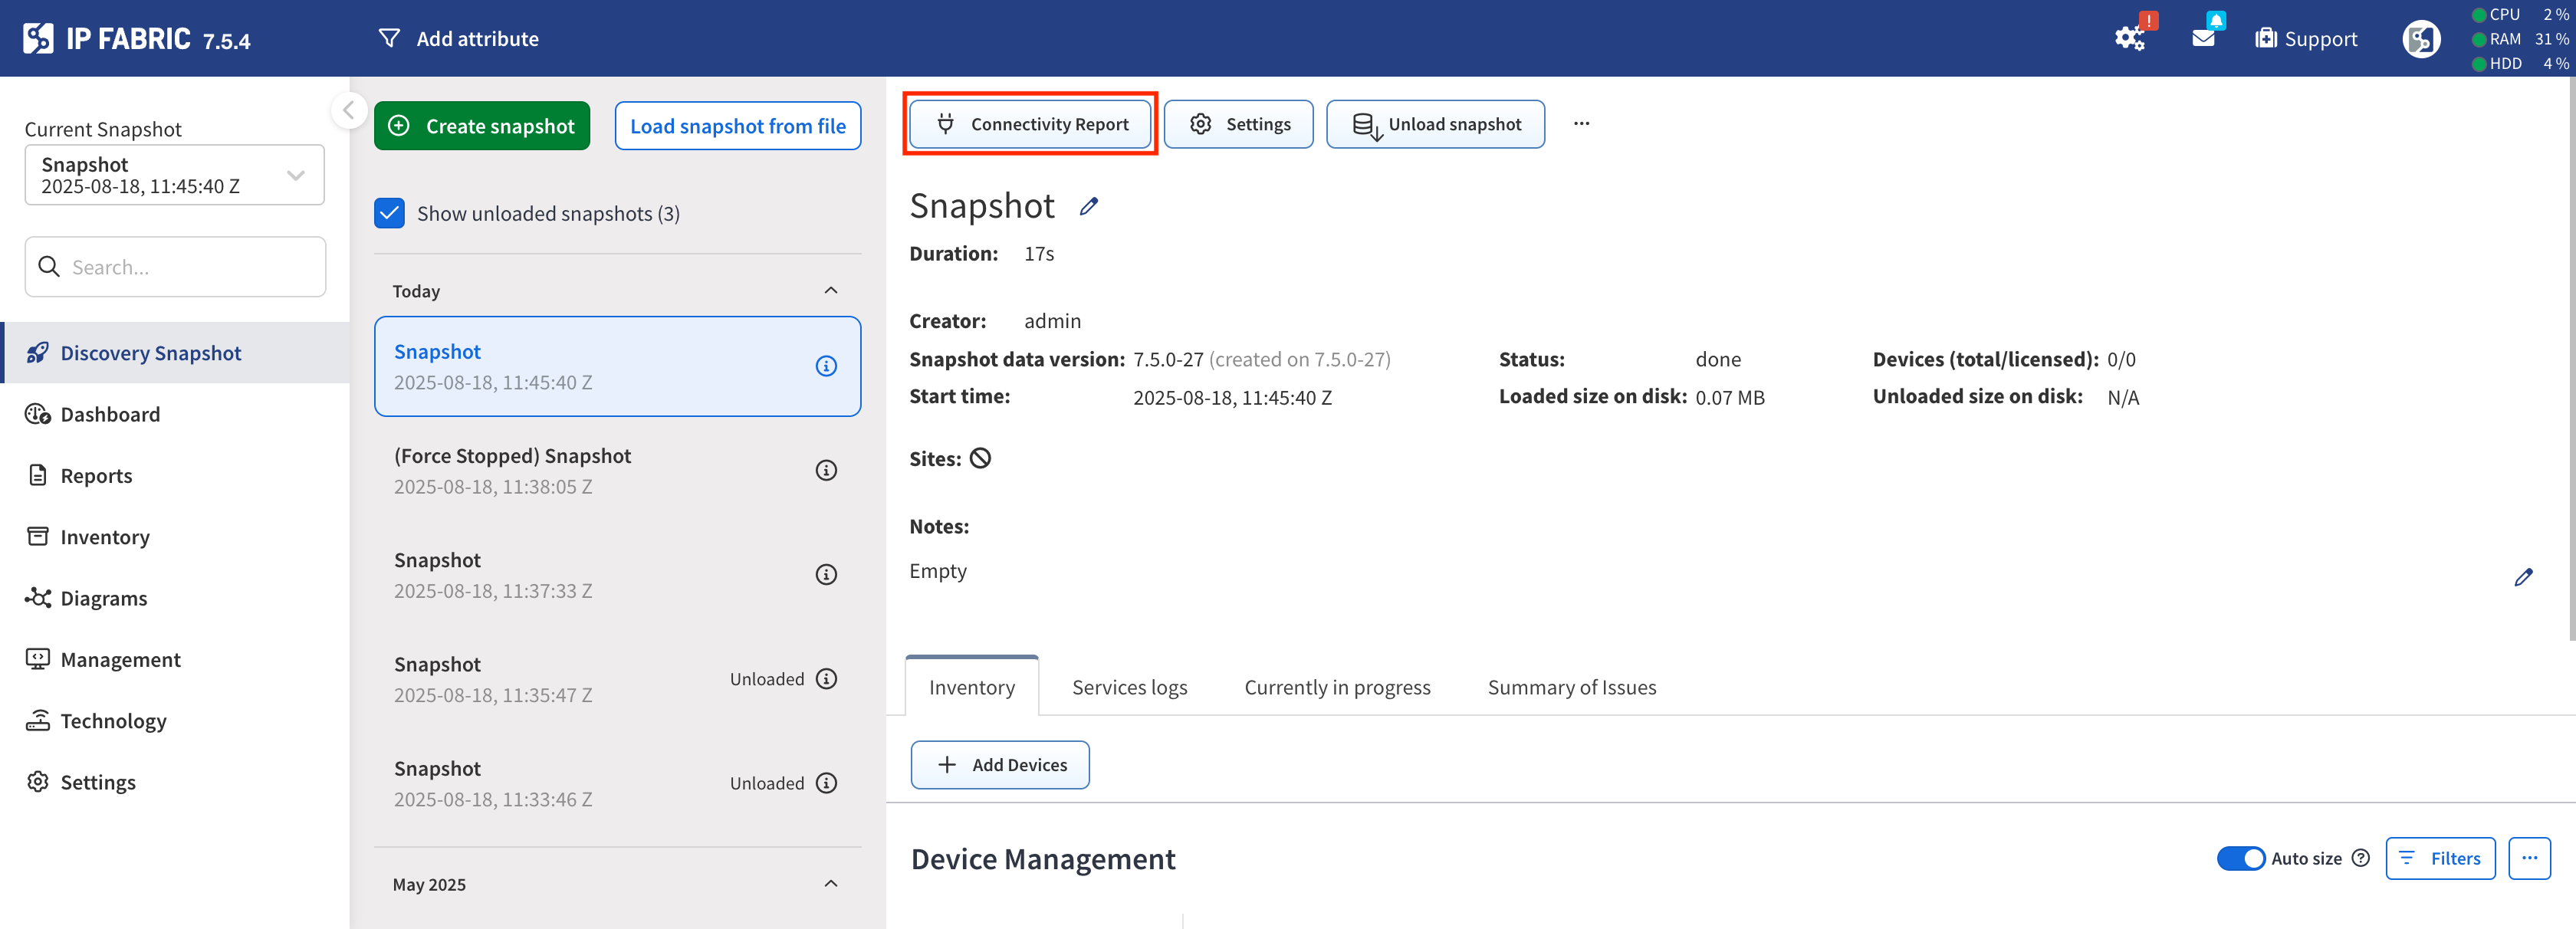 IP FABRIC 7.5.4
Add attribute
!
Support
CPU 2 %
RAM 31 %
HDD 4 %
Current Snapshot
Snapshot
2025-08-18, 11:45:40 Z
Search...
Discovery Snapshot
Dashboard
Reports
Inventory
Diagrams
Management
Technology
Settings
Create snapshot
Load snapshot from file
Show unloaded snapshots (3)
Today
Snapshot
2025-08-18, 11:45:40 Z
(Force Stopped) Snapshot
2025-08-18, 11:38:05 Z
Snapshot
2025-08-18, 11:37:33 Z
Snapshot
2025-08-18, 11:35:47 Z
Unloaded
Snapshot
2025-08-18, 11:33:46 Z
Unloaded
May 2025
Connectivity Report
Settings
Unload snapshot
...
Snapshot
Duration: 17s
Creator: admin
Snapshot data version: 7.5.0-27 (created on 7.5.0-27)
Status: done
Devices (total/licensed): 0/0
Start time: 2025-08-18, 11:45:40 Z
Loaded size on disk: 0.07 MB
Unloaded size on disk: N/A
Sites:
Notes:
Empty
Inventory
Services logs
Currently in progress
Summary of Issues
Add Devices
Device Management
Auto size
Filters
...